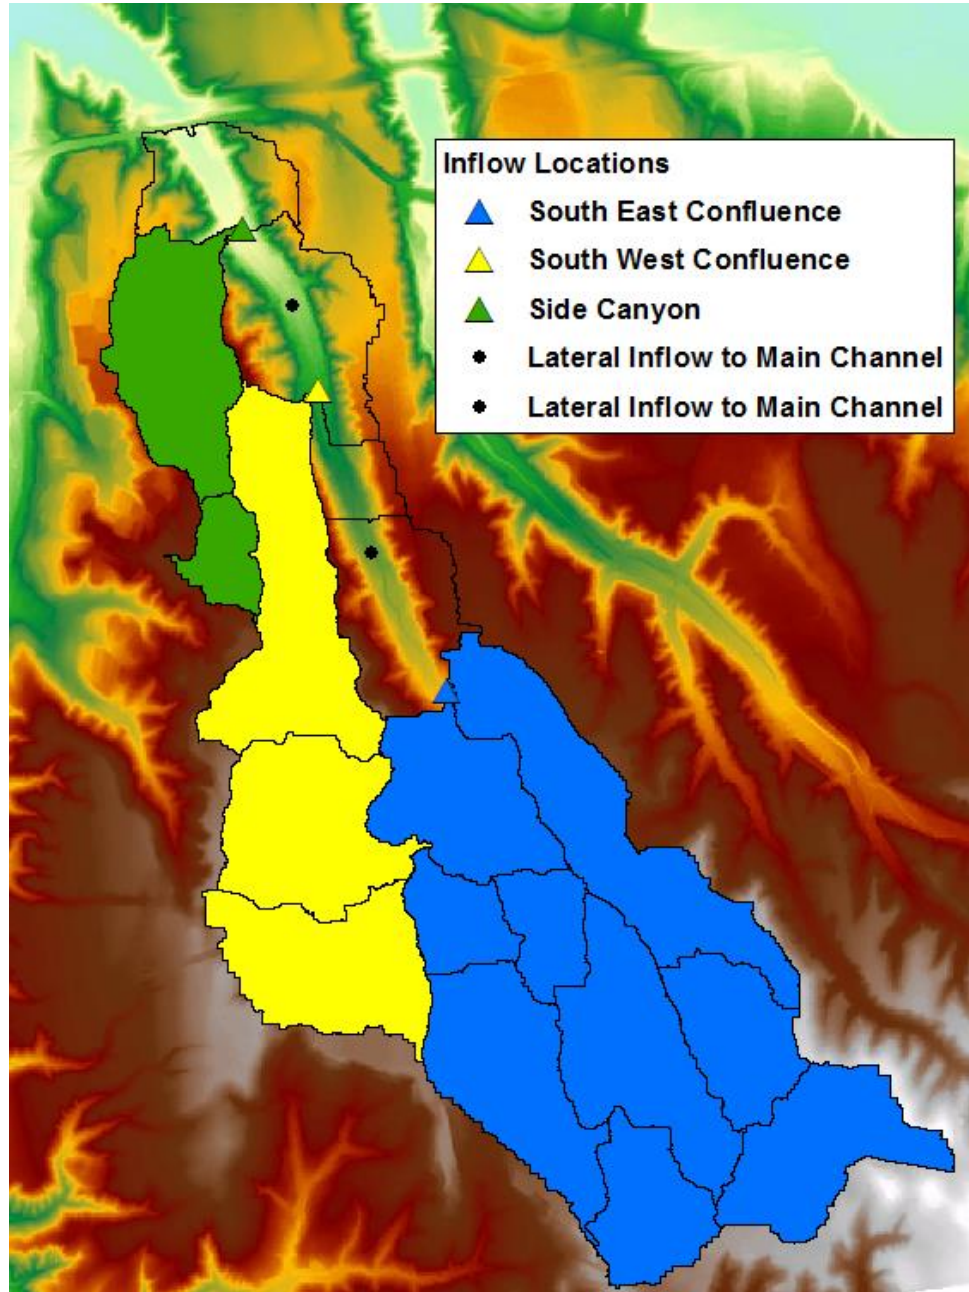 Inflow Locations
South East Confluence
South West Confluence
Side Canyon
Lateral Inflow to Main Channel
Lateral Inflow to Main Channel